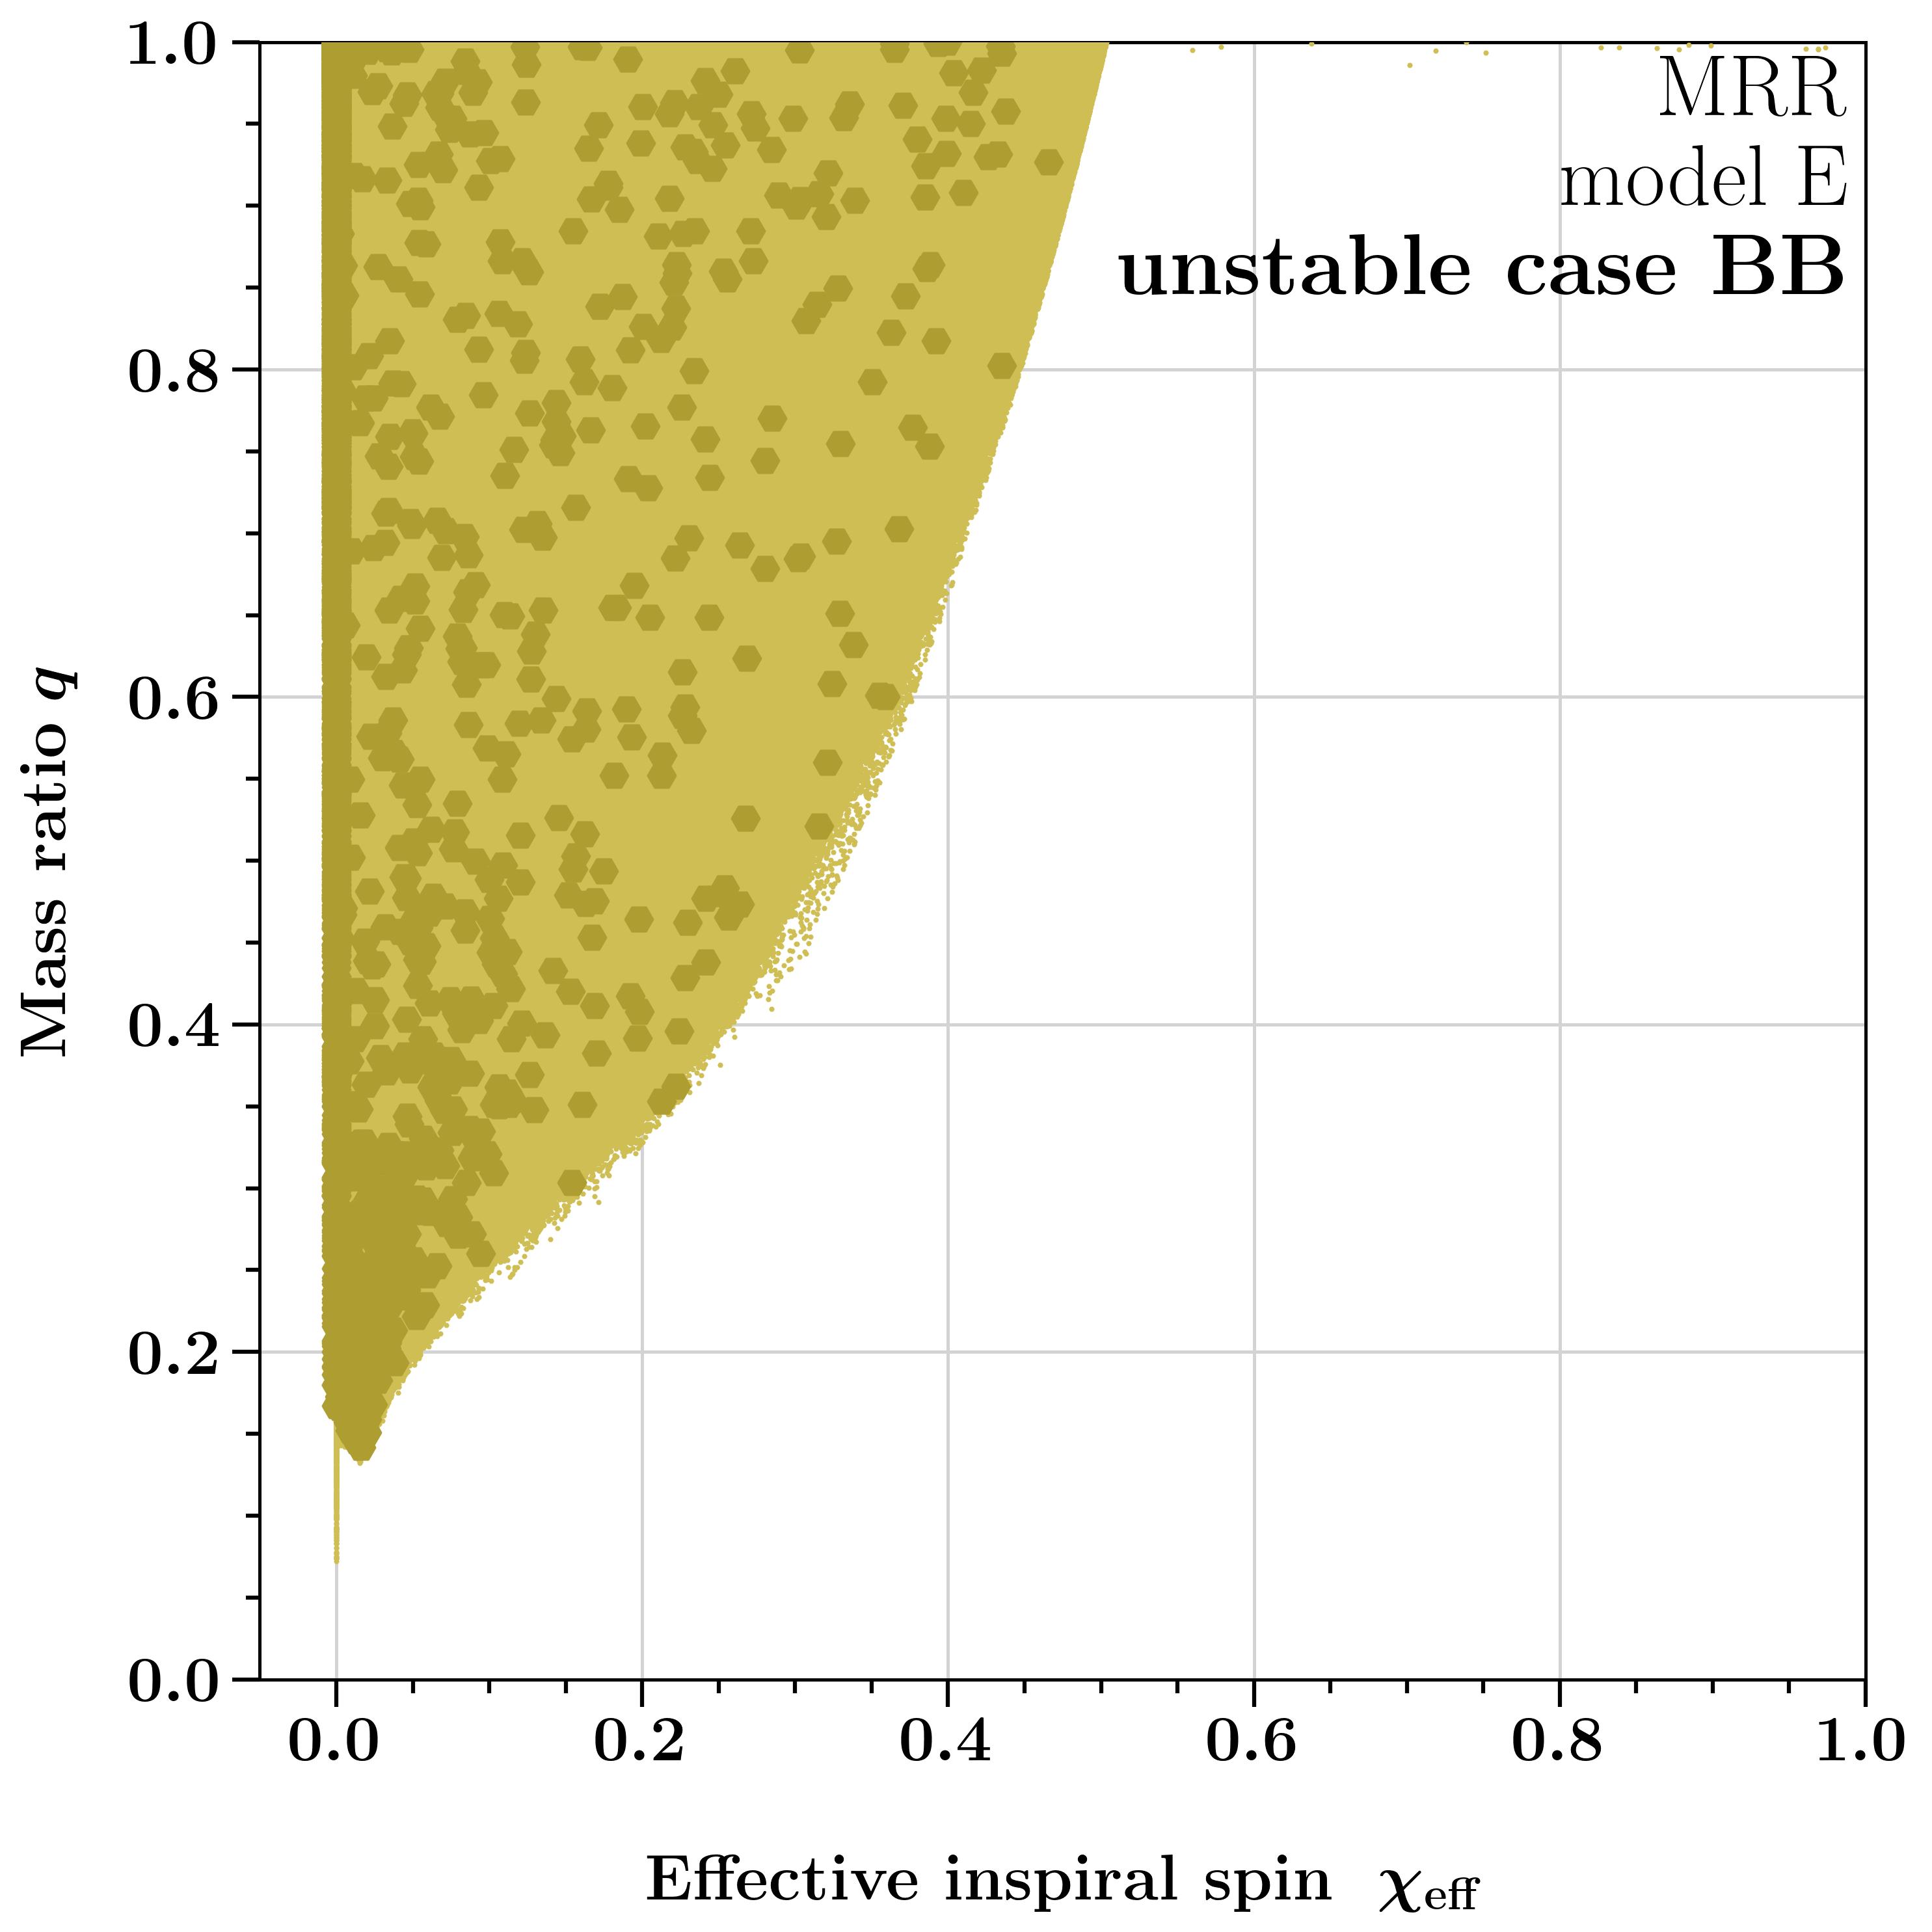 MRR
model E
unstable case BB
Mass ratio q
1.0
0.8
0.6
0.4
0.2
0.0
0.0 0.2 0.4 0.6 0.8 1.0
Effective inspiral spin χeff